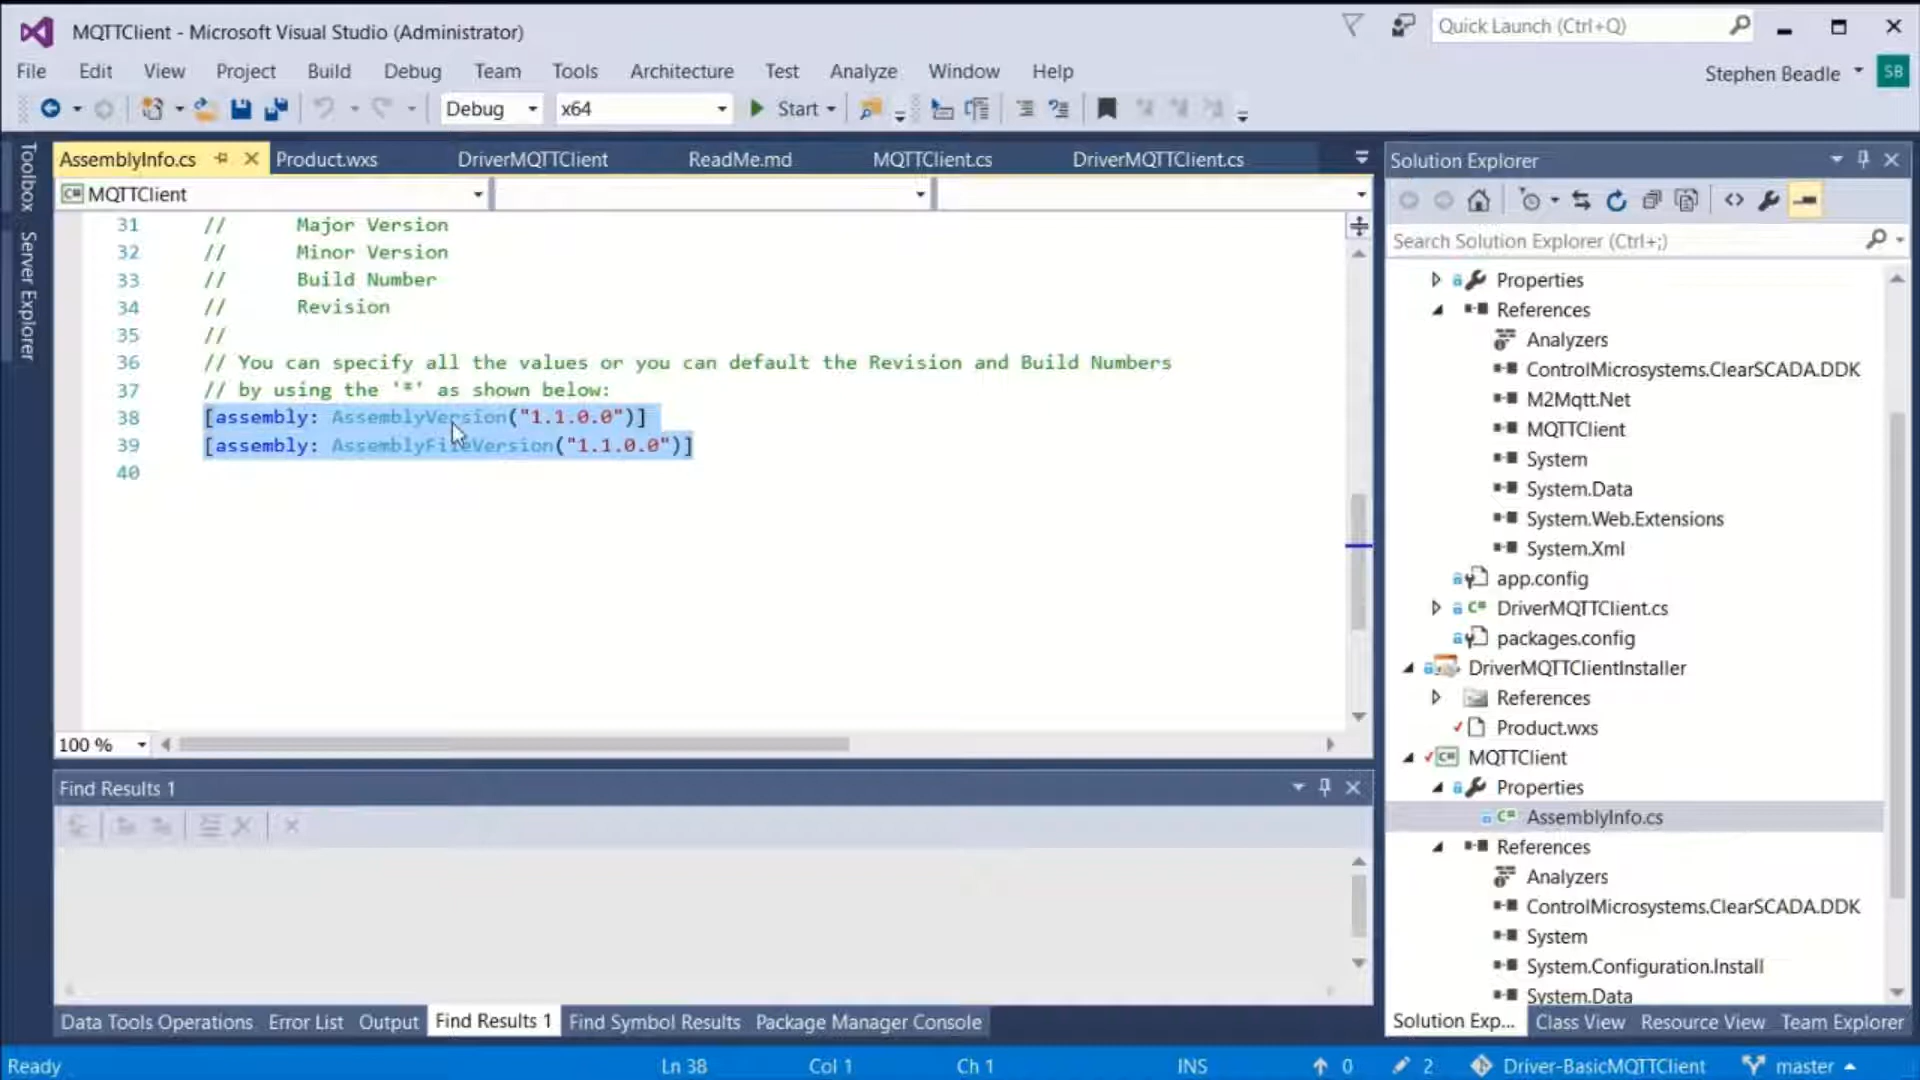 MQTTClient - Microsoft Visual Studio (Administrator)
Quick Launch (Ctrl+Q)
File Edit View Project Build Debug Team Tools Architecture Test Analyze Window Help
Stephen Beadle SB
Debug x64 Start
Toolbox
Server Explorer
AssemblyInfo.cs Product.wxs DriverMQTTClient ReadMe.md MQTTClient.cs DriverMQTTClient.cs
C# MQTTClient
31 // Major Version
32 // Minor Version
33 // Build Number
34 // Revision
35 //
36 // You can specify all the values or you can default the Revision and Build Numbers
37 // by using the '*' as shown below:
38 [assembly: AssemblyVersion("1.1.0.0")]
39 [assembly: AssemblyFileVersion("1.1.0.0")]
40
100 %
Find Results 1
Data Tools Operations Error List Output Find Results 1 Find Symbol Results Package Manager Console
Solution Explorer
Search Solution Explorer (Ctrl+;)
Properties
References
Analyzers
ControlMicrosystems.ClearSCADA.DDK
M2Mqtt.Net
MQTTClient
System
System.Data
System.Web.Extensions
System.Xml
app.config
C# DriverMQTTClient.cs
packages.config
DriverMQTTClientInstaller
References
Product.wxs
C# MQTTClient
Properties
C# AssemblyInfo.cs
References
Analyzers
ControlMicrosystems.ClearSCADA.DDK
System
System.Configuration.Install
System.Data
Solution Exp... Class View Resource View Team Explorer
Ready Ln 38 Col 1 Ch 1 INS 0 2 Driver-BasicMQTTClient master